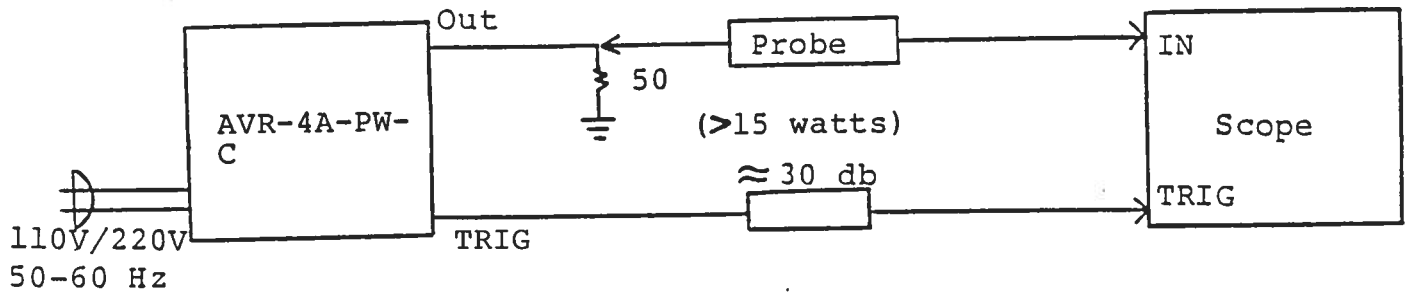 Out
Probe
IN
50
AVR-4A-PW-
C
(>15 watts)
Scope
≈ 30 db
TRIG
TRIG
110V/220V
50-60 Hz